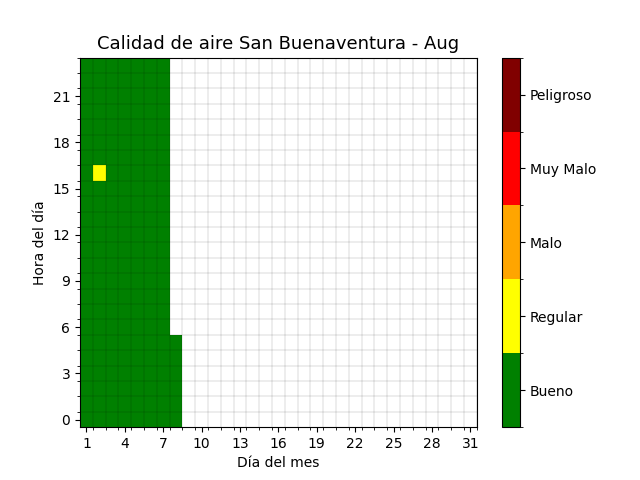 Calidad de aire San Buenaventura - Aug
Hora del día
21
18
15
12
9
6
3
0
1 4 7 10 13 16 19 22 25 28 31
Día del mes
Peligroso
Muy Malo
Malo
Regular
Bueno